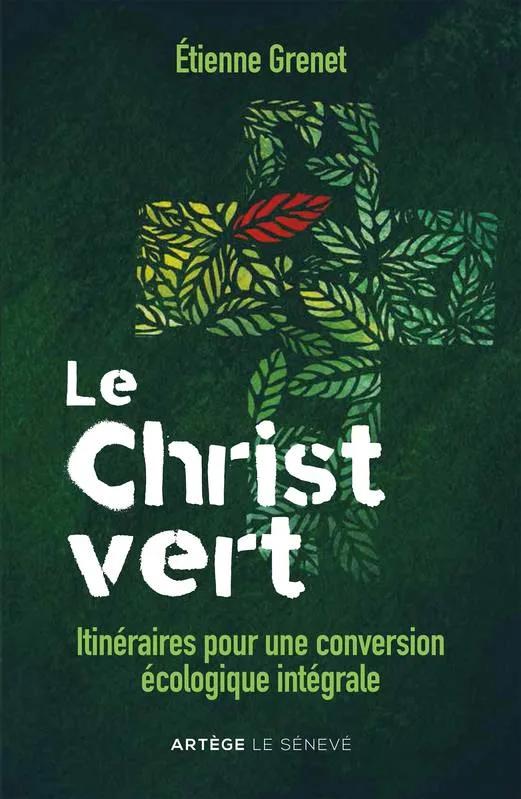 Étienne Grenet
Le
Christ
vert
Itinéraires pour une conversion
écologique intégrale
ARTÈGE LE SÉNEVÉ